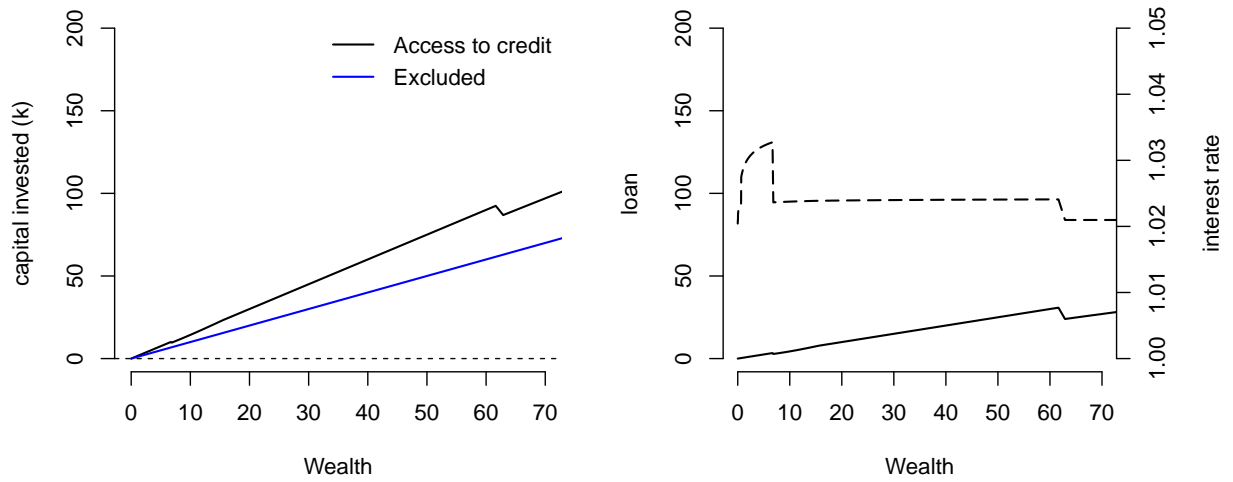 0 50 100 150 200
capital invested (k)
Access to credit
Excluded
0 10 20 30 40 50 60 70
Wealth
0 50 100 150 200
loan
1.00 1.01 1.02 1.03 1.04 1.05
interest rate
0 10 20 30 40 50 60 70
Wealth